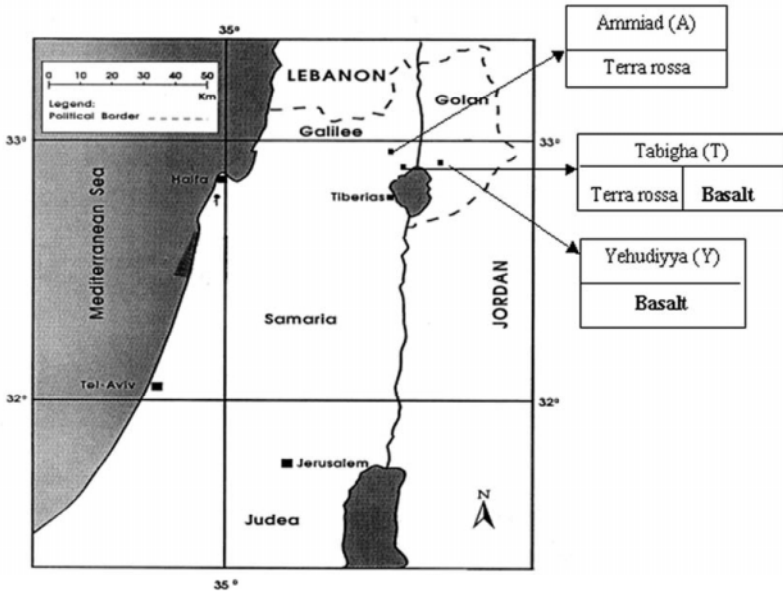 35°
Ammiad (A)
Terra rossa
LEBANON
0 10 20 30 40 50
Km
Legend:
Political Border
Golan
33°
Galilee
33°
Tabigha (T)
Terra rossa
Basalt
Haifa
Tiberias
Yehudiyya (Y)
Basalt
Mediterranean Sea
JORDAN
Samaria
Tel-Aviv
32°
32°
Jerusalem
N
Judea
35°